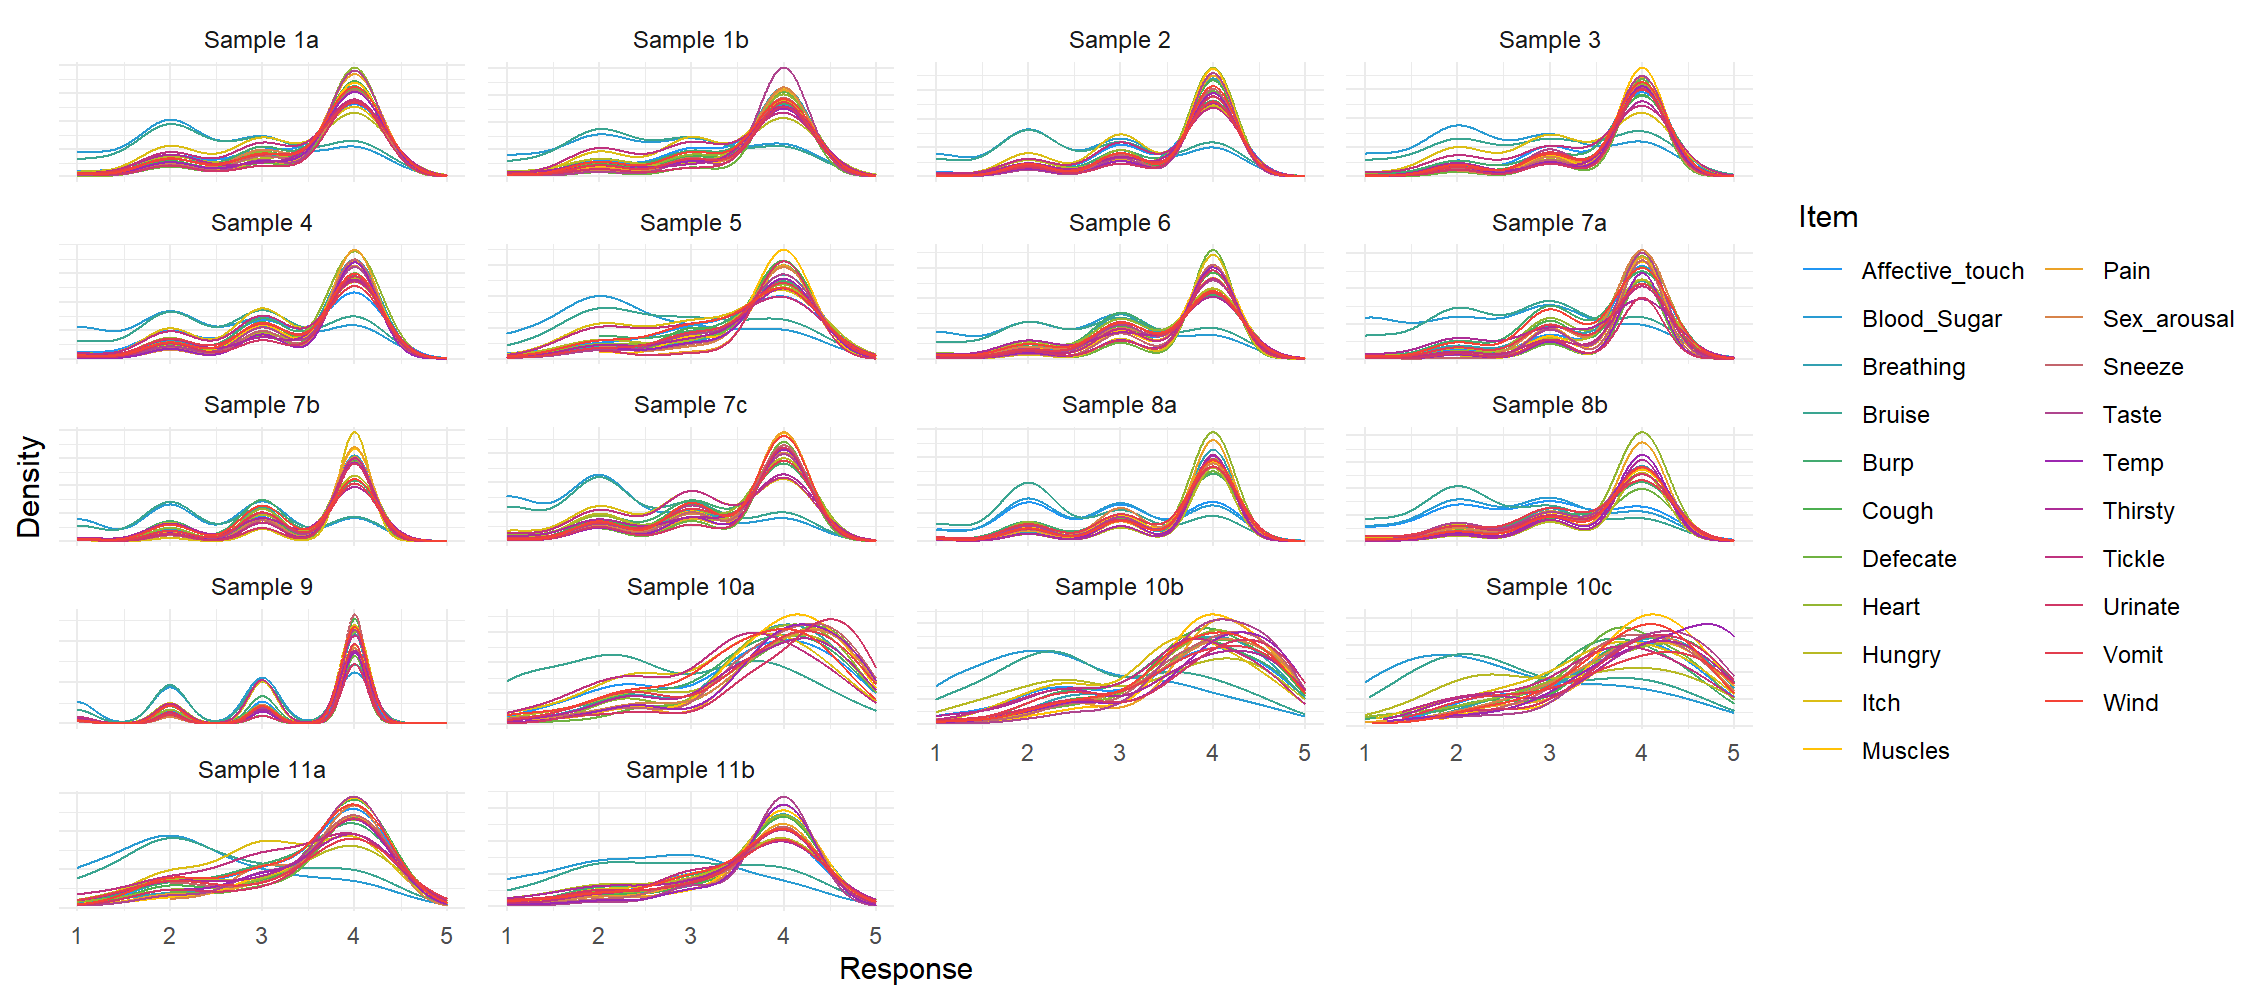 Sample 1a
Sample 1b
Sample 2
Sample 3
Sample 4
Sample 5
Sample 6
Sample 7a
Sample 7b
Sample 7c
Sample 8a
Sample 8b
Sample 9
Sample 10a
Sample 10b
Sample 10c
1 2 3 4 5
1 2 3 4 5
Sample 11a
Sample 11b
1 2 3 4 5
1 2 3 4 5
Density
Response
Item
Affective_touch
Blood_Sugar
Breathing
Bruise
Burp
Cough
Defecate
Heart
Hungry
Itch
Muscles
Pain
Sex_arousal
Sneeze
Taste
Temp
Thirsty
Tickle
Urinate
Vomit
Wind